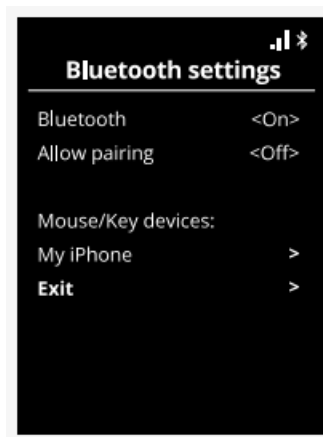 Bluetooth settings
Bluetooth <On>
Allow pairing <Off>
Mouse/Key devices:
My iPhone >
Exit >